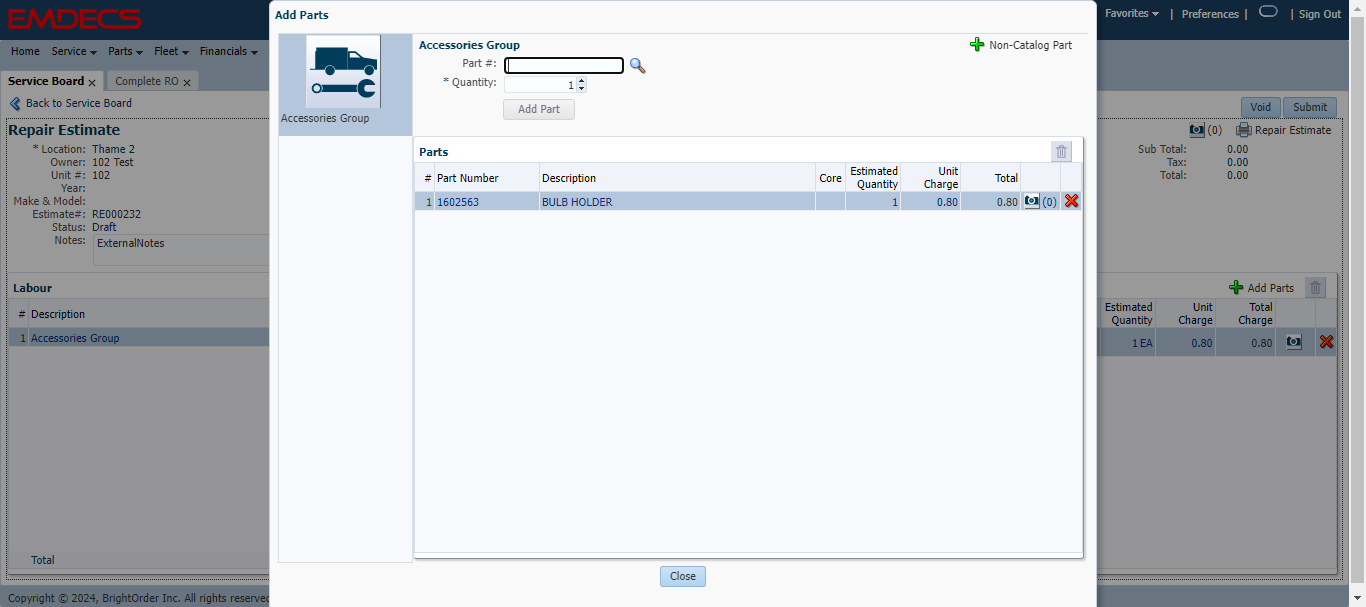 EMDECS
Favorites | Preferences | | Sign Out
Home Service Parts Fleet Financials
Service Board Complete RO
Back to Service Board
Void Submit
Repair Estimate
(0) Repair Estimate
* Location: Thame 2
Owner: 102 Test
Unit #: 102
Year:
Make & Model:
Estimate#: RE000232
Status: Draft
Notes: ExternalNotes
Sub Total: 0.00
Tax: 0.00
Total: 0.00
Labour
# Description
1 Accessories Group
Total
Add Parts
Estimated Quantity Unit Charge Total Charge
1 EA 0.80 0.80
Copyright © 2024, BrightOrder Inc. All rights reserved
Add Parts
Accessories Group
Accessories Group
Non-Catalog Part
Part #:
* Quantity: 1
Add Part
Parts
# Part Number Description Core Estimated Quantity Unit Charge Total
1 1602563 BULB HOLDER 1 0.80 0.80 (0)
Close